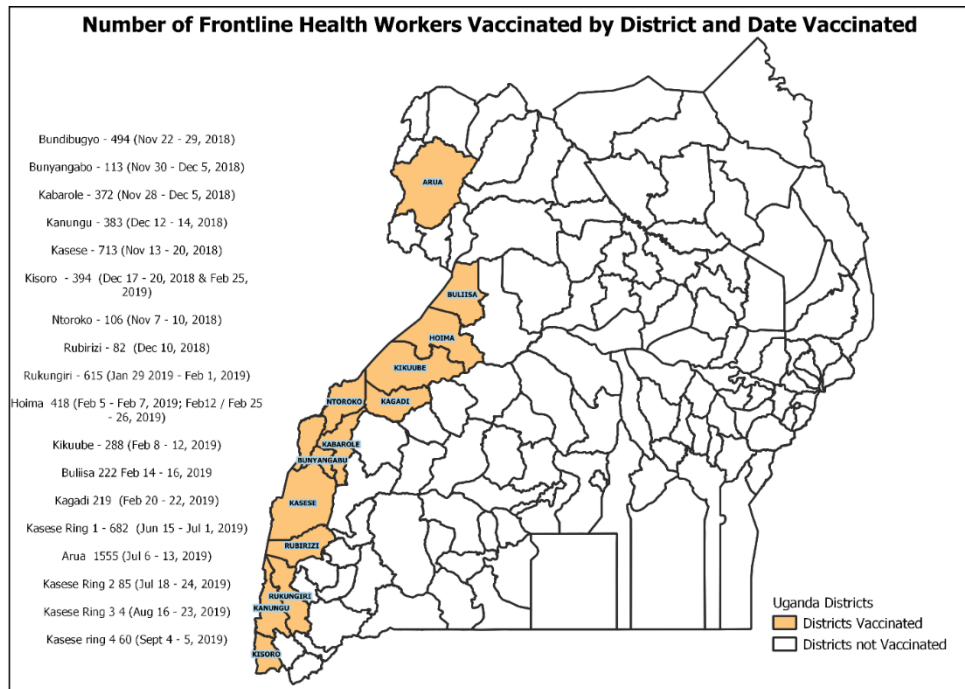 Number of Frontline Health Workers Vaccinated by District and Date Vaccinated
Bundibugyo - 494 (Nov 22 - 29, 2018)
Bunyangabo - 113 (Nov 30 - Dec 5, 2018)
Kabarole - 372 (Nov 28 - Dec 5, 2018)
Kanungu - 383 (Dec 12 - 14, 2018)
Kasese - 713 (Nov 13 - 20, 2018)
Kisoro - 394 (Dec 17 - 20, 2018 & Feb 25,
2019)
Ntoroko - 106 (Nov 7 - 10, 2018)
Rubirizi - 82 (Dec 10, 2018)
Rukungiri - 615 (Jan 29 2019 - Feb 1, 2019)
Hoima 418 (Feb 5 - Feb 7, 2019; Feb12 / Feb 25
- 26, 2019)
Kikuube - 288 (Feb 8 - 12, 2019)
Buliisa 222 Feb 14 - 16, 2019
Kagadi 219 (Feb 20 - 22, 2019)
Kasese Ring 1 - 682 (Jun 15 - Jul 1, 2019)
Arua 1555 (Jul 6 - 13, 2019)
Kasese Ring 2 85 (Jul 18 - 24, 2019)
Kasese Ring 3 4 (Aug 16 - 23, 2019)
Kasese ring 4 60 (Sept 4 - 5, 2019)
ARUA
BULIISA
HOIMA
KIKUUBE
NTOROKO
KAGADI
KABAROLE
BUNYANGABU
KASESE
RUBIRIZI
RUKUNGIRI
KANUNGU
KISORO
Uganda Districts
Districts Vaccinated
Districts not Vaccinated